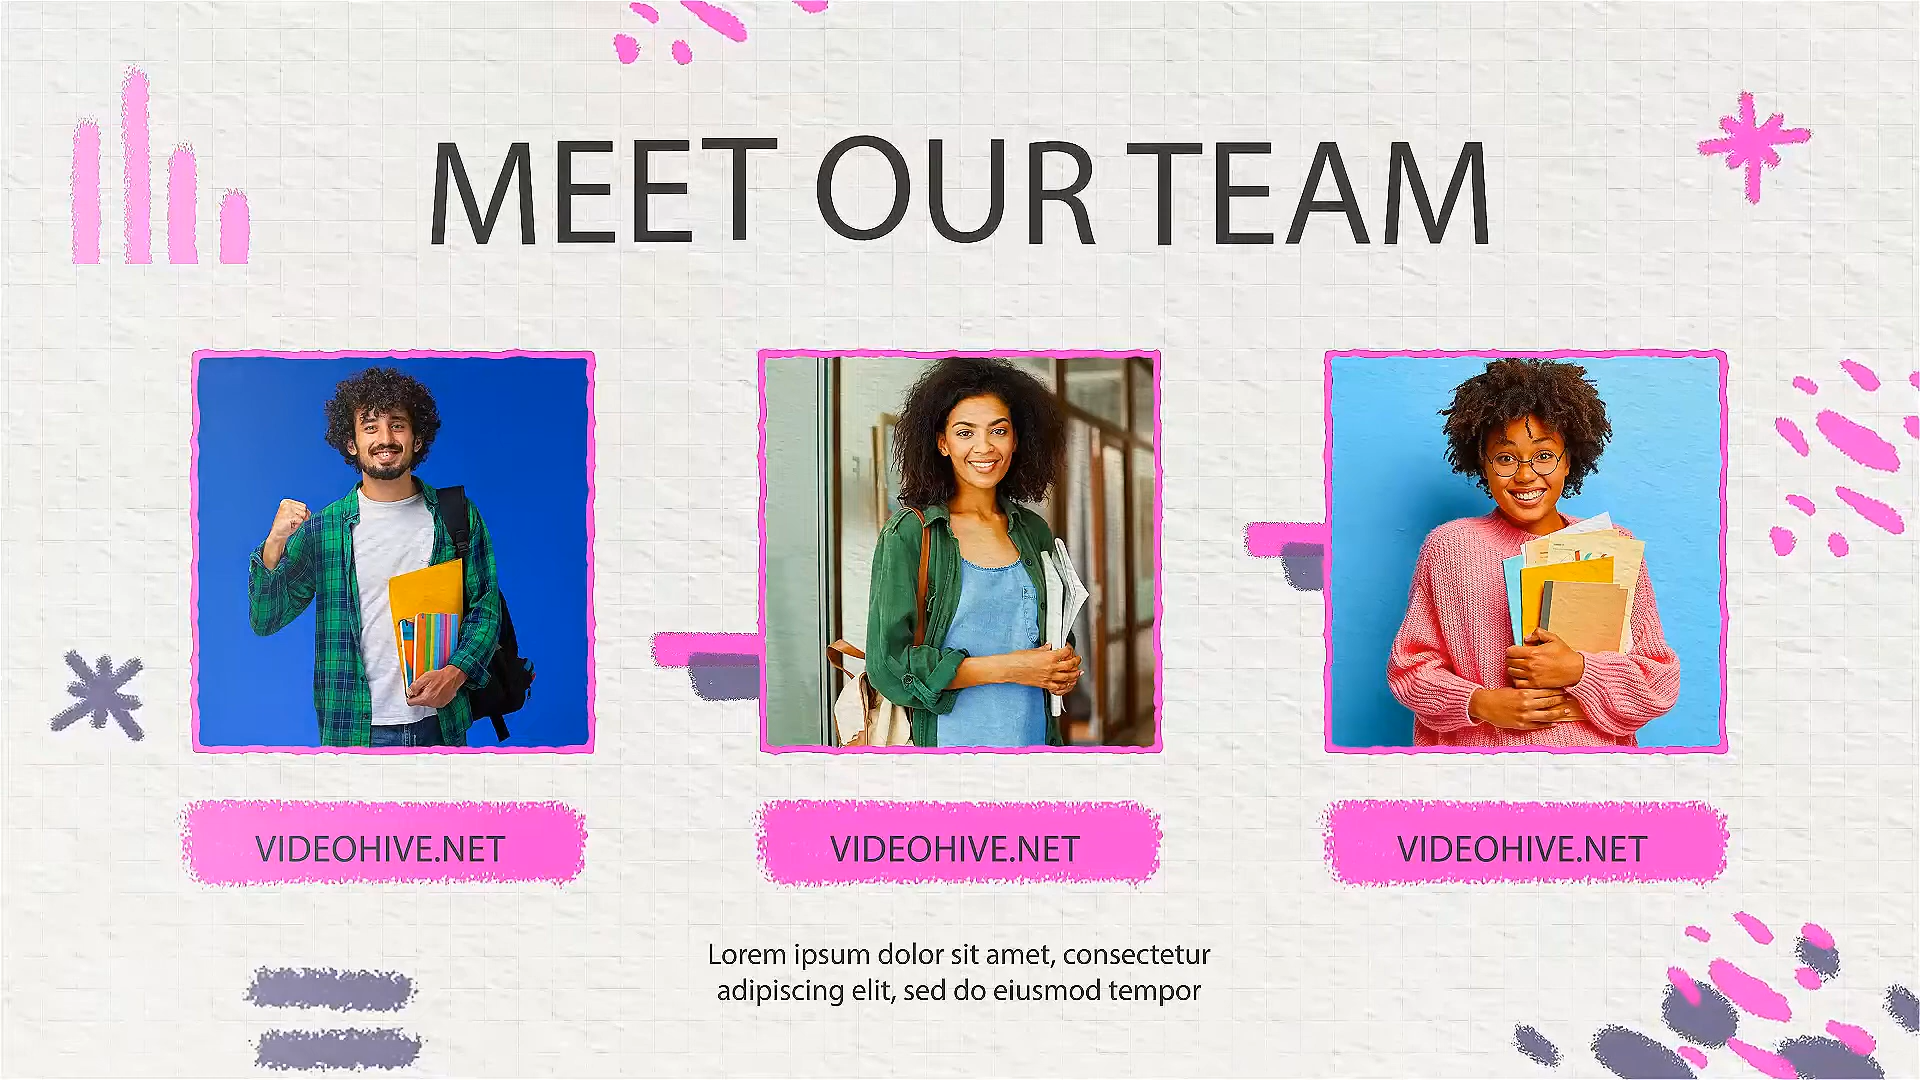 MEET OUR TEAM
VIDEOHIVE.NET
VIDEOHIVE.NET
VIDEOHIVE.NET
Lorem ipsum dolor sit amet, consectetur
adipiscing elit, sed do eiusmod tempor